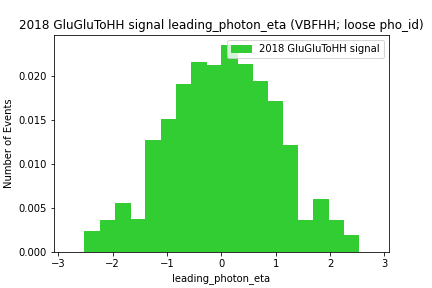 2018 GluGluToHH signal leading_photon_eta (VBFHH; loose pho_id)
2018 GluGluToHH signal
Number of Events
0.020
0.015
0.010
0.005
0.000
−3 −2 −1 0 1 2 3
leading_photon_eta